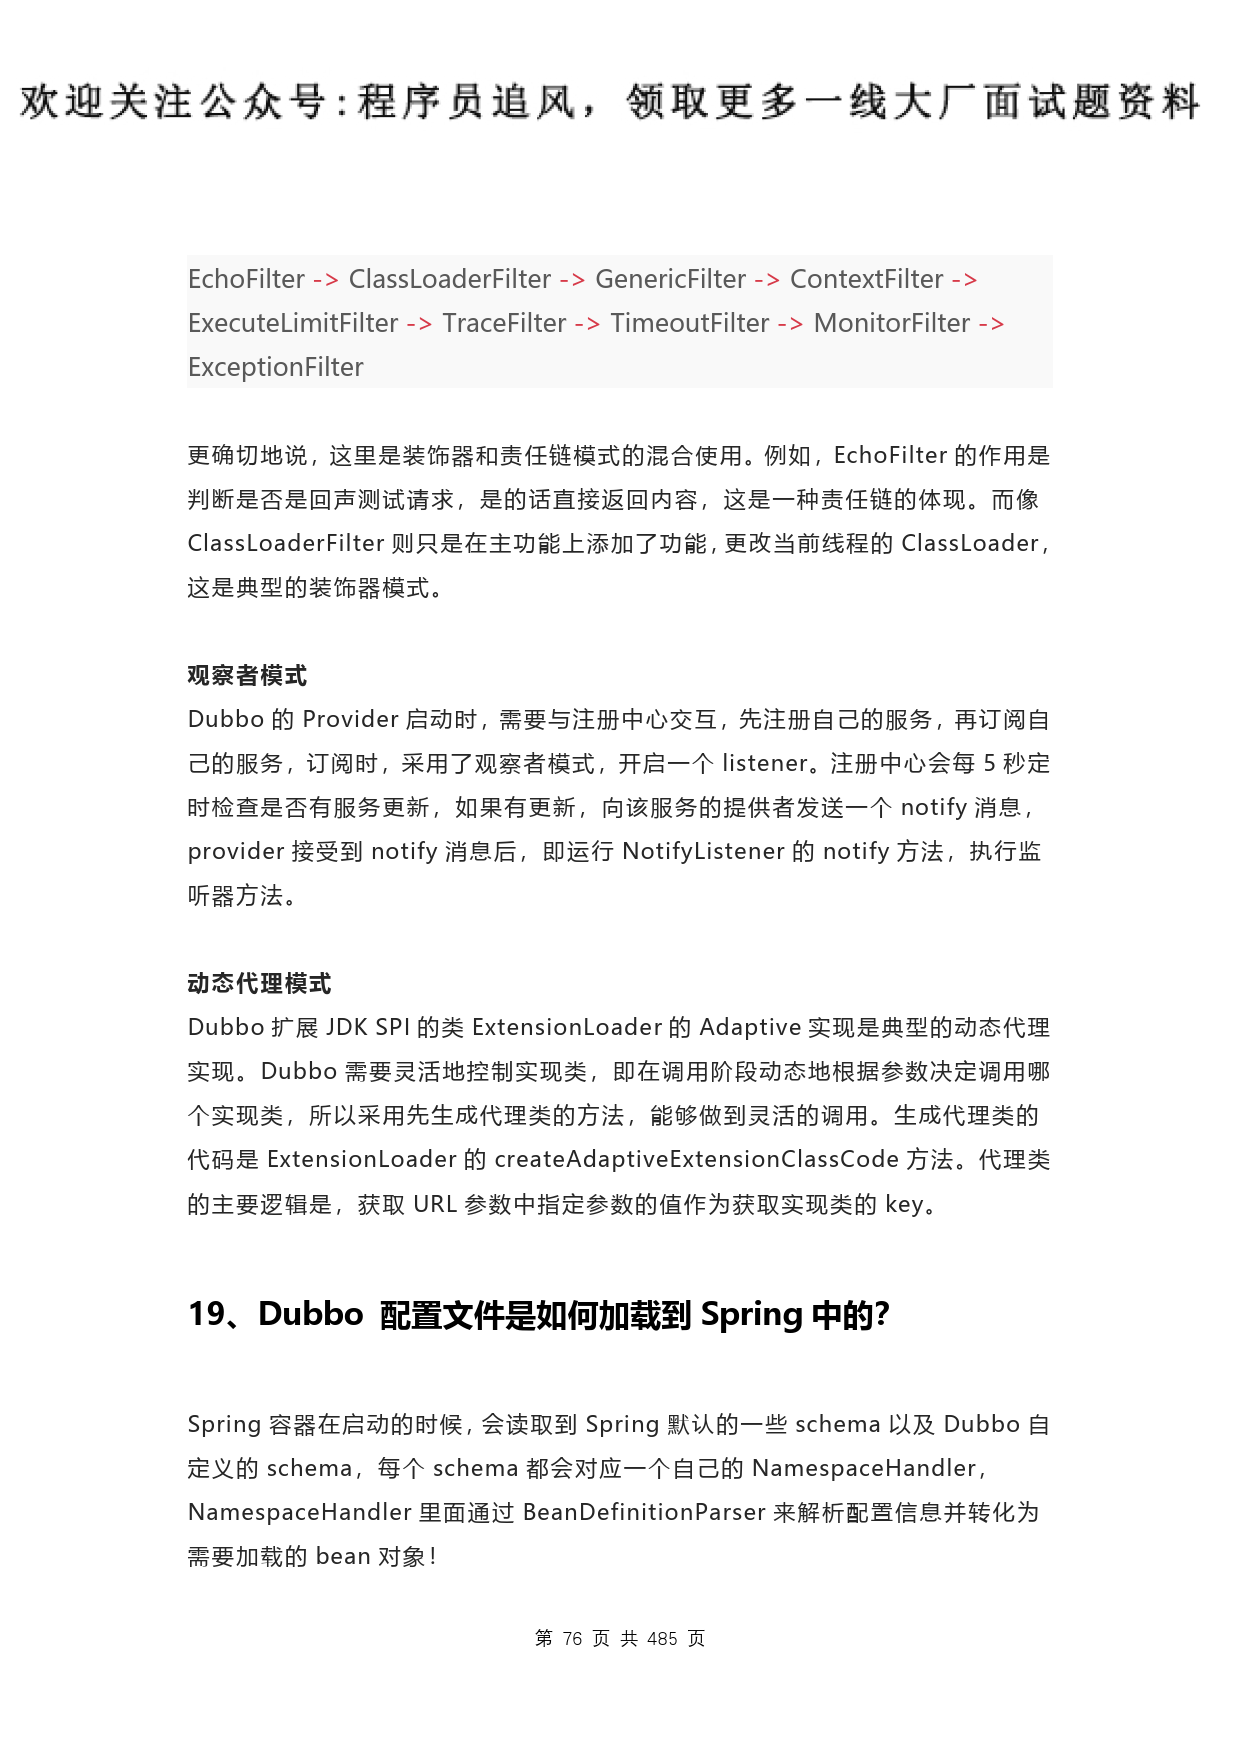 欢迎关注公众号:程序员追风，领取更多一线大厂面试题资料
EchoFilter -> ClassLoaderFilter -> GenericFilter -> ContextFilter ->
ExecuteLimitFilter -> TraceFilter -> TimeoutFilter -> MonitorFilter ->
ExceptionFilter
更确切地说，这里是装饰器和责任链模式的混合使用。例如，EchoFilter 的作用是
判断是否是回声测试请求，是的话直接返回内容，这是一种责任链的体现。而像
ClassLoaderFilter 则只是在主功能上添加了功能，更改当前线程的 ClassLoader，
这是典型的装饰器模式。
观察者模式
Dubbo 的 Provider 启动时，需要与注册中心交互，先注册自己的服务，再订阅自
己的服务，订阅时，采用了观察者模式，开启一个 listener。注册中心会每 5 秒定
时检查是否有服务更新，如果有更新，向该服务的提供者发送一个 notify 消息，
provider 接受到 notify 消息后，即运行 NotifyListener 的 notify 方法，执行监
听器方法。
动态代理模式
Dubbo 扩展 JDK SPI 的类 ExtensionLoader 的 Adaptive 实现是典型的动态代理
实现。Dubbo 需要灵活地控制实现类，即在调用阶段动态地根据参数决定调用哪
个实现类，所以采用先生成代理类的方法，能够做到灵活的调用。生成代理类的
代码是 ExtensionLoader 的 createAdaptiveExtensionClassCode 方法。代理类
的主要逻辑是，获取 URL 参数中指定参数的值作为获取实现类的 key。
19、Dubbo 配置文件是如何加载到 Spring 中的？
Spring 容器在启动的时候，会读取到 Spring 默认的一些 schema 以及 Dubbo 自
定义的 schema，每个 schema 都会对应一个自己的 NamespaceHandler，
NamespaceHandler 里面通过 BeanDefinitionParser 来解析配置信息并转化为
需要加载的 bean 对象！
第 76 页 共 485 页